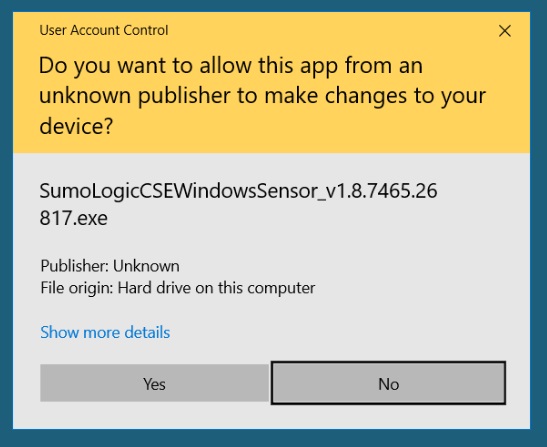 User Account Control
Do you want to allow this app from an
unknown publisher to make changes to your
device?
SumoLogicCSEWindowsSensor_v1.8.7465.26
817.exe
Publisher: Unknown
File origin: Hard drive on this computer
Show more details
Yes
No